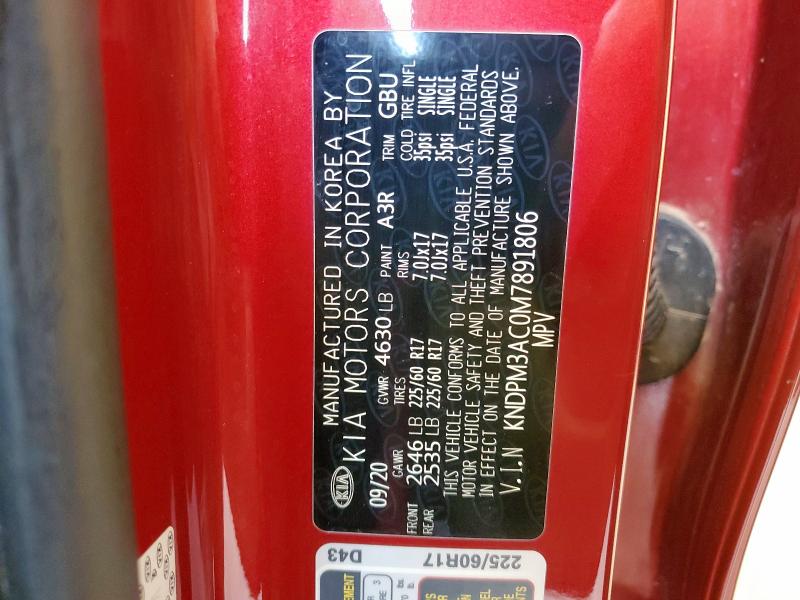 KIA
MANUFACTURED IN KOREA BY
KIA MOTORS CORPORATION
09/20 GVWR 4630 LB PAINT A3R TRIM GBU
GAWR TIRES RIMS COLD TIRE INFL
FRONT 2646 LB 225/60 R17 7.0Jx17 35psi SINGLE
REAR 2535 LB 225/60 R17 7.0Jx17 35psi SINGLE
THIS VEHICLE CONFORMS TO ALL APPLICABLE U.S.A. FEDERAL
MOTOR VEHICLE SAFETY AND THEFT PREVENTION STANDARDS
IN EFFECT ON THE DATE OF MANUFACTURE SHOWN ABOVE.
V.I.N KNDPM3AC0M7891806
MPV
D43
225/60R17